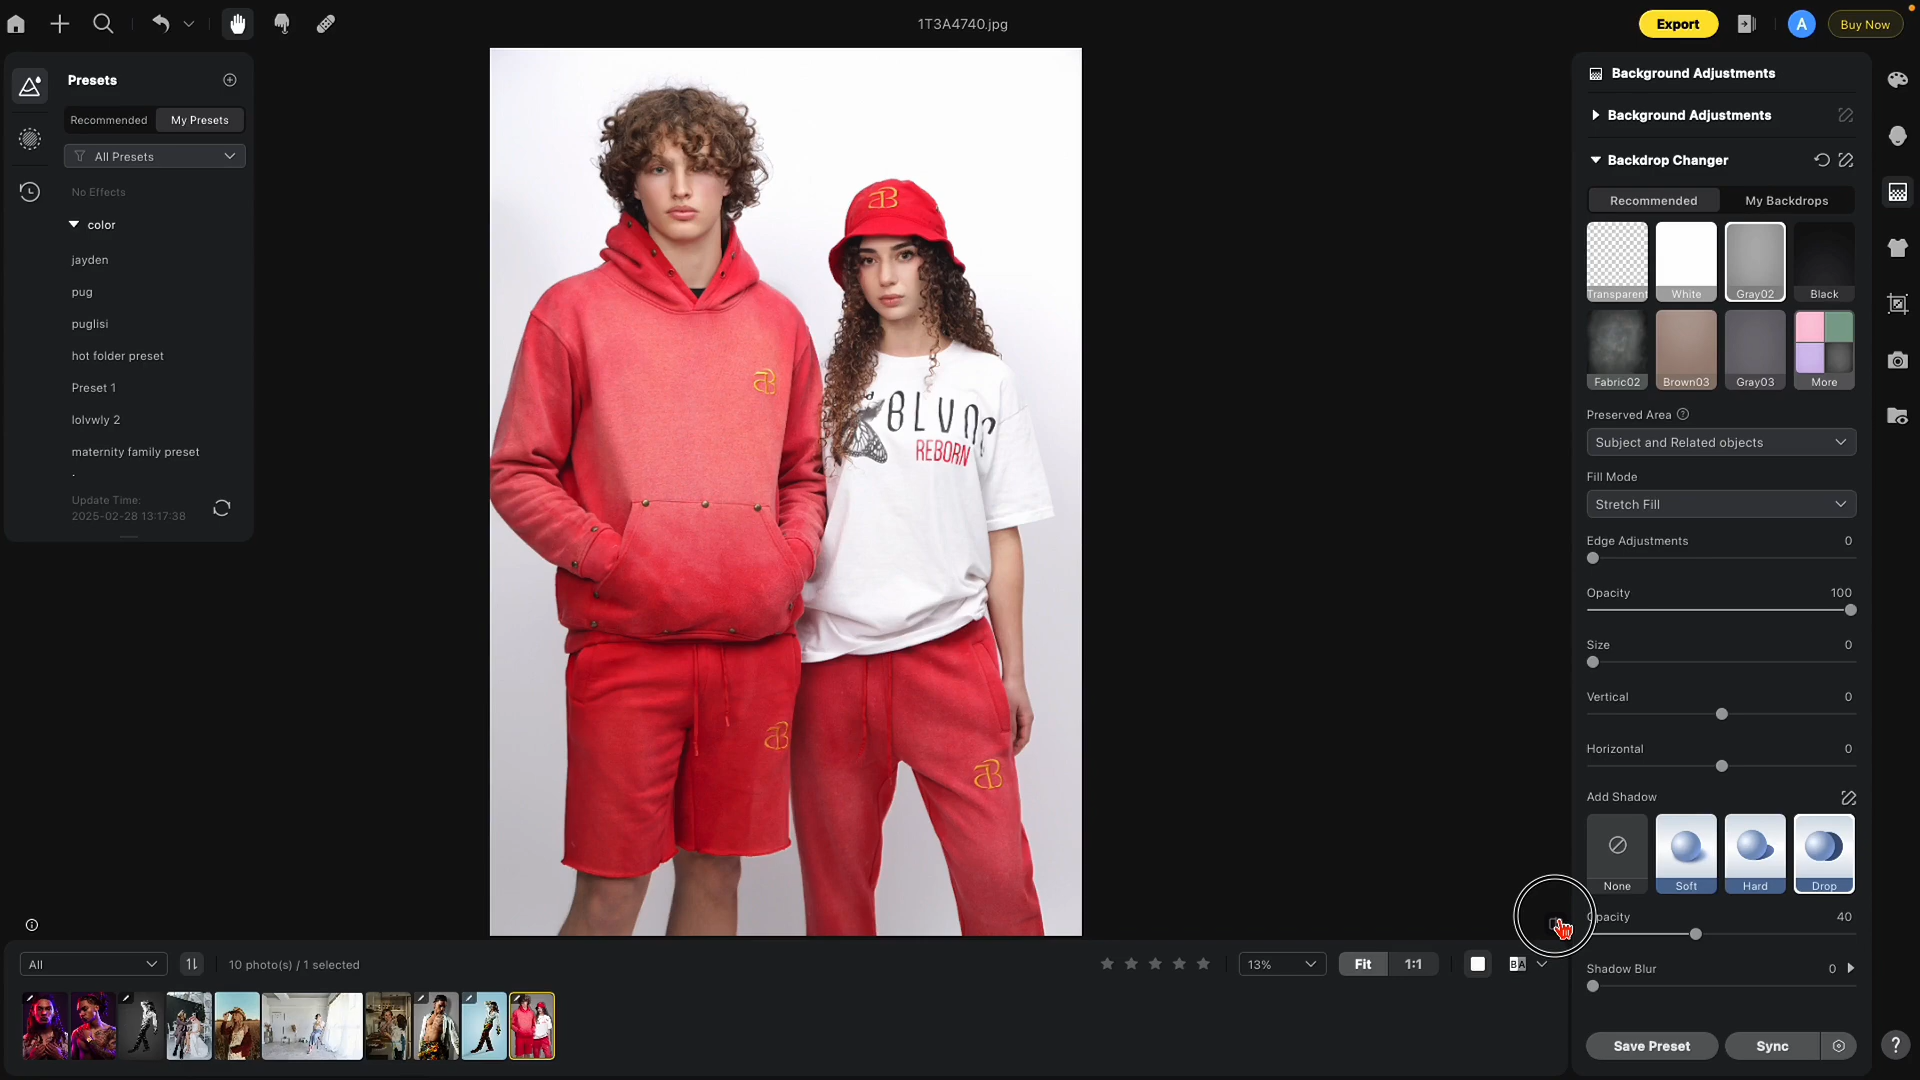 1T3A4740.jpg
Export
A
Buy Now
Presets
Recommended
My Presets
All Presets
No Effects
color
jayden
pug
puglisi
hot folder preset
Preset 1
lolvwly 2
maternity family preset
Update Time:
2025-02-28 13:17:38
BLVD
REBORN
Background Adjustments
Background Adjustments
Backdrop Changer
Recommended
My Backdrops
Transparent
White
Gray02
Black
Fabric02
Brown03
Gray03
More
Preserved Area
Subject and Related objects
Fill Mode
Stretch Fill
Edge Adjustments 0
Opacity 100
Size 0
Vertical 0
Horizontal 0
Add Shadow
None
Soft
Hard
Drop
Opacity 40
Shadow Blur 0
Save Preset
Sync
?
All
10 photo(s) / 1 selected
13%
Fit
1:1
BA